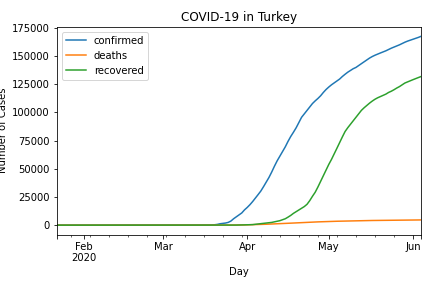 COVID-19 in Turkey
175000
150000
125000
100000
75000
50000
25000
0
Number of Cases
confirmed
deaths
recovered
Feb
2020
Mar
Apr
May
Jun
Day